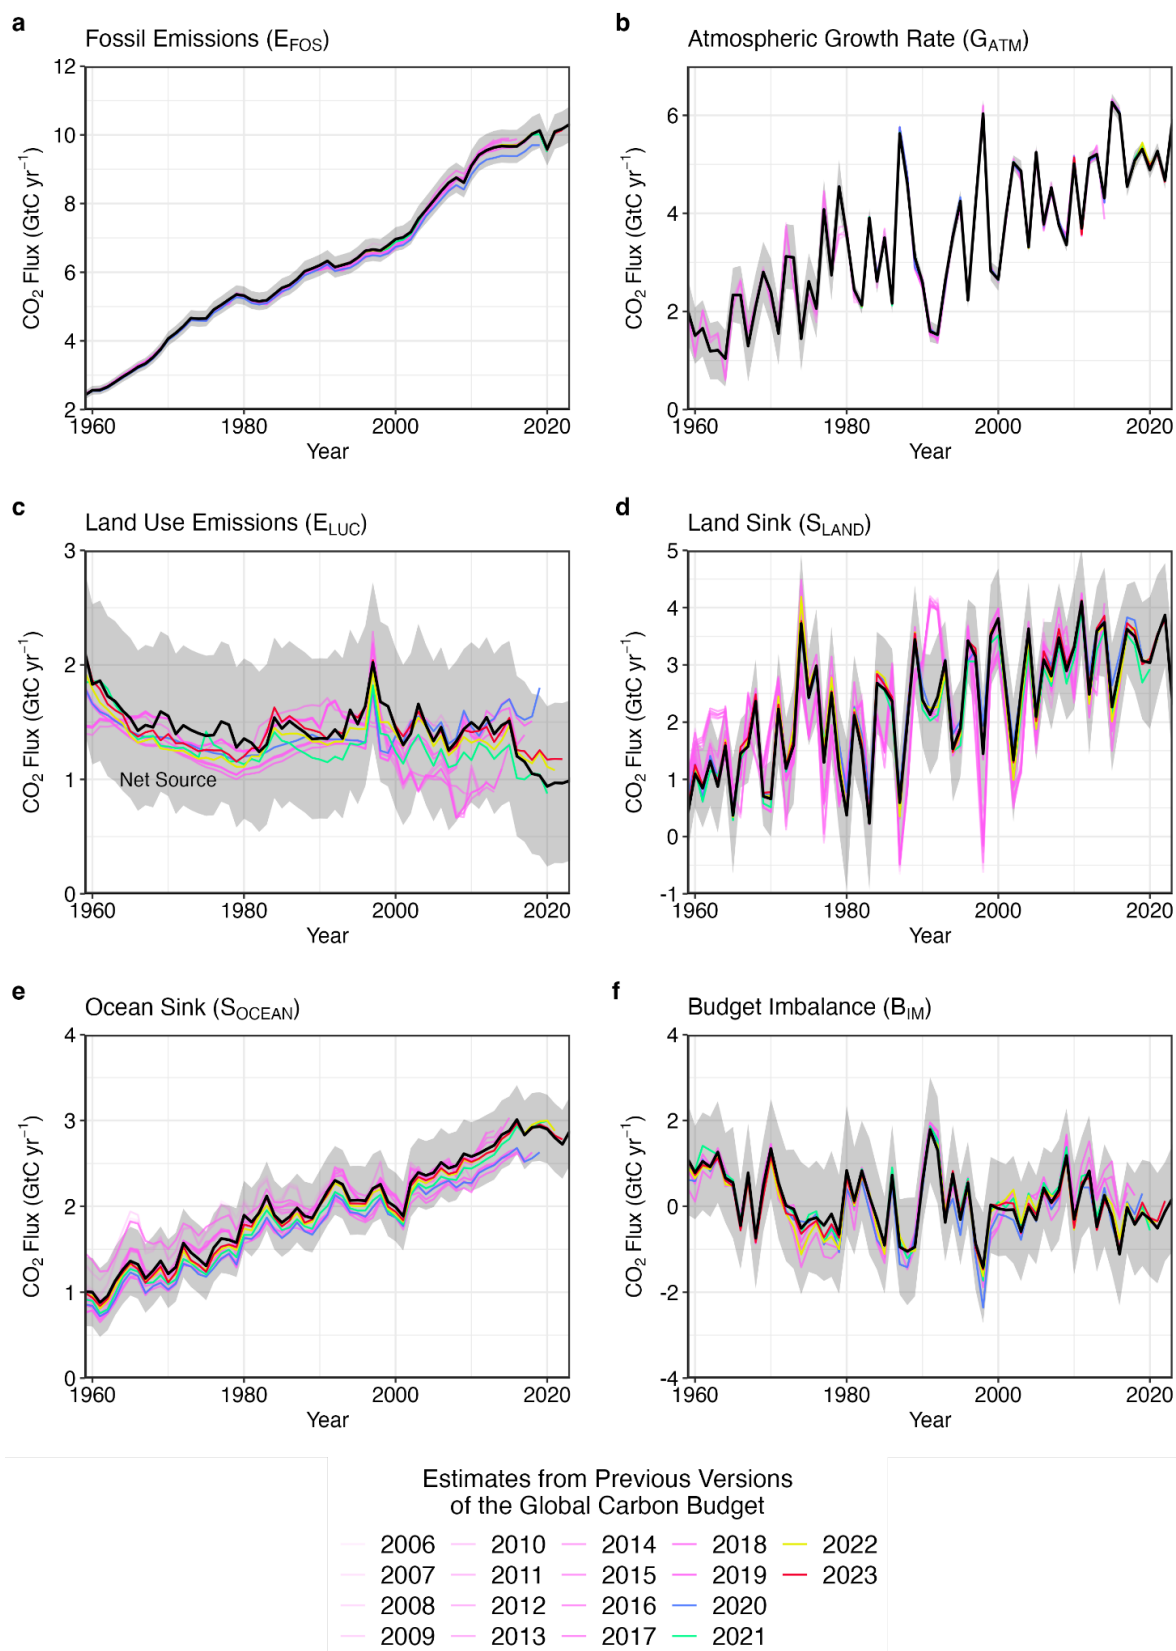 a
Fossil Emissions (E_FOS)
12
10
8
6
4
2
CO₂ Flux (GtC yr⁻¹)
1960 1980 2000 2020
Year
b
Atmospheric Growth Rate (G_ATM)
6
4
2
0
CO₂ Flux (GtC yr⁻¹)
1960 1980 2000 2020
Year
c
Land Use Emissions (E_LUC)
3
2
1
0
CO₂ Flux (GtC yr⁻¹)
Net Source
1960 1980 2000 2020
Year
d
Land Sink (S_LAND)
5
4
3
2
1
0
-1
CO₂ Flux (GtC yr⁻¹)
1960 1980 2000 2020
Year
e
Ocean Sink (S_OCEAN)
4
3
2
1
0
CO₂ Flux (GtC yr⁻¹)
1960 1980 2000 2020
Year
f
Budget Imbalance (B_IM)
4
2
0
-2
-4
CO₂ Flux (GtC yr⁻¹)
1960 1980 2000 2020
Year
Estimates from Previous Versions
of the Global Carbon Budget
2006 2010 2014 2018 2022
2007 2011 2015 2019 2023
2008 2012 2016 2020
2009 2013 2017 2021